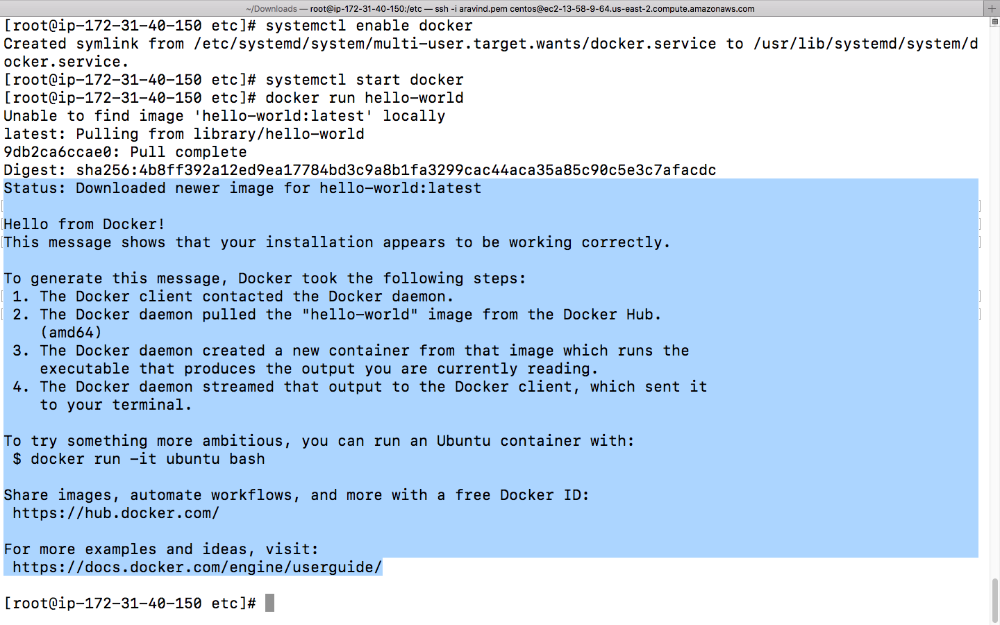 ~/Downloads — root@ip-172-31-40-150:/etc — ssh -i aravind.pem centos@ec2-13-58-9-64.us-east-2.compute.amazonaws.com
[root@ip-172-31-40-150 etc]# systemctl enable docker
Created symlink from /etc/systemd/system/multi-user.target.wants/docker.service to /usr/lib/systemd/system/d
ocker.service.
[root@ip-172-31-40-150 etc]# systemctl start docker
[root@ip-172-31-40-150 etc]# docker run hello-world
Unable to find image 'hello-world:latest' locally
latest: Pulling from library/hello-world
9db2ca6ccae0: Pull complete
Digest: sha256:4b8ff392a12ed9ea17784bd3c9a8b1fa3299cac44aca35a85c90c5e3c7afacdc
Status: Downloaded newer image for hello-world:latest
Hello from Docker!
This message shows that your installation appears to be working correctly.
To generate this message, Docker took the following steps:
1. The Docker client contacted the Docker daemon.
2. The Docker daemon pulled the "hello-world" image from the Docker Hub.
(amd64)
3. The Docker daemon created a new container from that image which runs the
executable that produces the output you are currently reading.
4. The Docker daemon streamed that output to the Docker client, which sent it
to your terminal.
To try something more ambitious, you can run an Ubuntu container with:
$ docker run -it ubuntu bash
Share images, automate workflows, and more with a free Docker ID:
https://hub.docker.com/
For more examples and ideas, visit:
https://docs.docker.com/engine/userguide/
[root@ip-172-31-40-150 etc]#